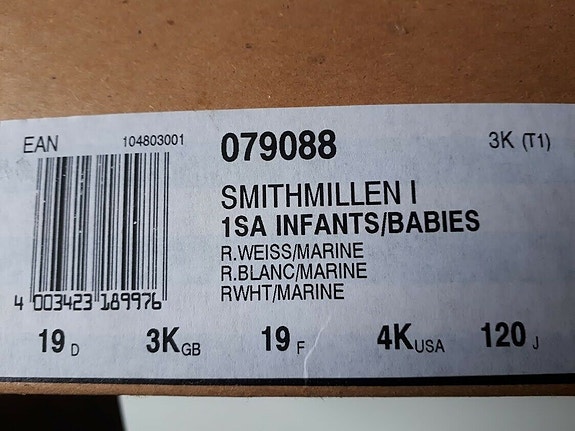 EAN 104803001 079088 3K (T1)
SMITHMILLEN I
1SA INFANTS/BABIES
R.WEISS/MARINE
R.BLANC/MARINE
RWHT/MARINE
4 003423 189976
19 D 3K GB 19 F 4K USA 120 J